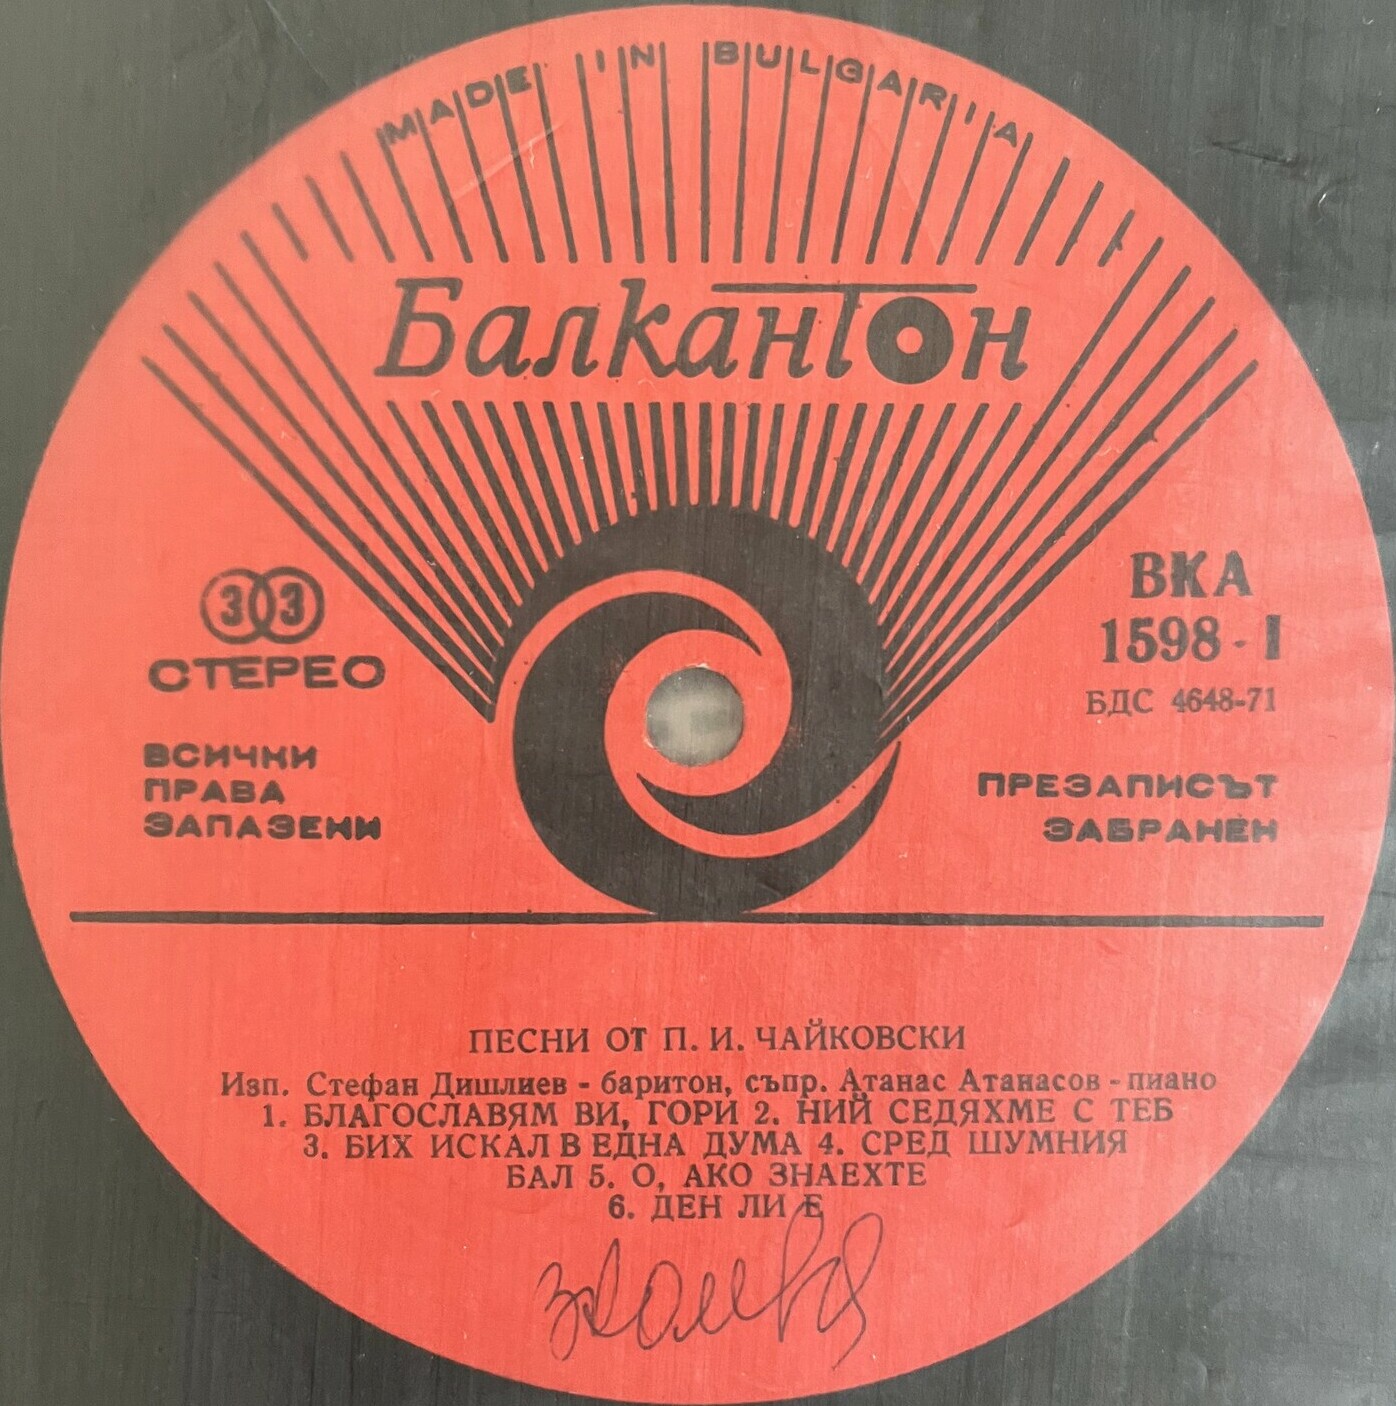 MADE IN BULGARIA
Балкантон
33
СТЕРЕО
ВКА
1598-I
БДС 4648-71
ВСИЧКИ
ПРАВА
ЗАПАЗЕНИ
ПРЕЗАПИСЪТ
ЗАБРАНЕН
ПЕСНИ ОТ П. И. ЧАЙКОВСКИ
Изп. Стефан Дишлиев - баритон, съпр. Атанас Атанасов - пиано
1. БЛАГОСЛАВЯМ ВИ, ГОРИ 2. НИЙ СЕДЯХМЕ С ТЕБ
3. БИХ ИСКАЛ В ЕДНА ДУМА 4. СРЕД ШУМНИЯ
БАЛ 5. О, АКО ЗНАЕХТЕ
6. ДЕН ЛИ Е